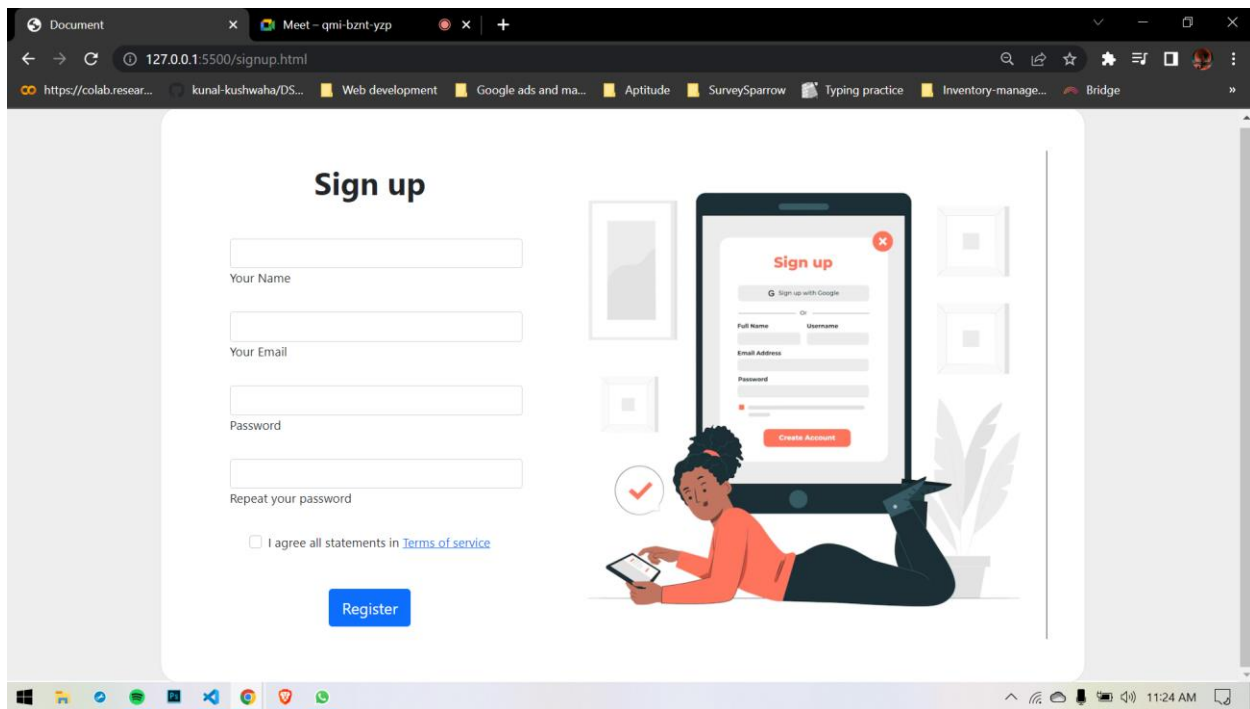 Document
Meet – qmi-bznt-yzp
127.0.0.1:5500/signup.html
https://colab.resear...
kunal-kushwaha/DS...
Web development
Google ads and ma...
Aptitude
SurveySparrow
Typing practice
Inventory-manage...
Bridge
»
Sign up
Your Name
Your Email
Password
Repeat your password
I agree all statements in Terms of service
Register
Sign up
G Sign up with Google
Or
Full Name Username
Email Address
Password
Create Account
Ps
11:24 AM